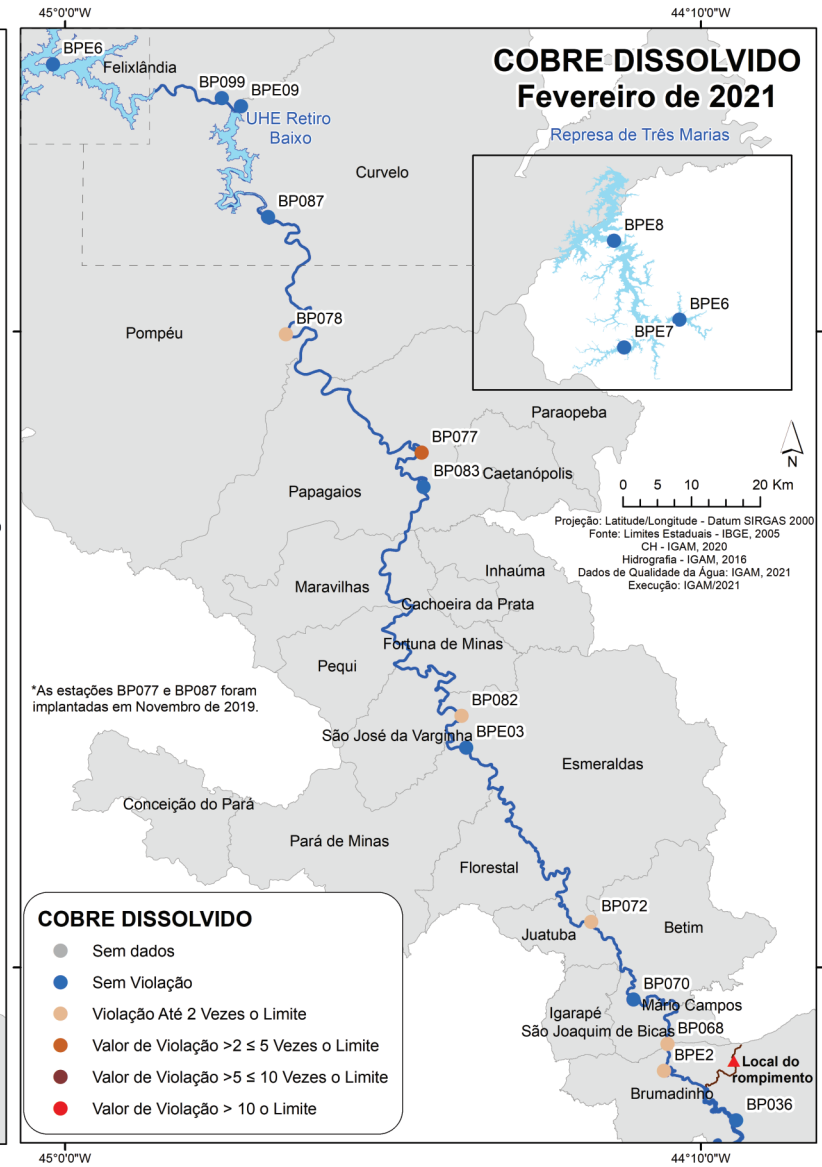 45°0'0"W
44°10'0"W
COBRE DISSOLVIDO
Fevereiro de 2021
BPE6
Felixlândia
BP099
BPE09
UHE Retiro
Baixo
Represa de Três Marias
Curvelo
BP087
BPE8
BPE6
BPE7
BP078
Pompéu
Paraopeba
BP077
BP083
Caetanópolis
Papagaios
N
0 5 10 20 Km
Projeção: Latitude/Longitude - Datum SIRGAS 2000
Fonte: Limites Estaduais - IBGE, 2005
CH - IGAM, 2020
Hidrografia - IGAM, 2016
Dados de Qualidade da Água: IGAM, 2021
Execução: IGAM/2021
Inhaúma
Maravilhas
Cachoeira da Prata
Fortuna de Minas
Pequi
*As estações BP077 e BP087 foram
implantadas em Novembro de 2019.
BP082
São José da Varginha
BPE03
Esmeraldas
Conceição do Pará
Pará de Minas
Florestal
BP072
Juatuba
Betim
BP070
Mário Campos
Igarapé
São Joaquim de Bicas
BP068
BPE2
Local do
rompimento
Brumadinho
BP036
COBRE DISSOLVIDO
Sem dados
Sem Violação
Violação Até 2 Vezes o Limite
Valor de Violação >2 ≤ 5 Vezes o Limite
Valor de Violação >5 ≤ 10 Vezes o Limite
Valor de Violação > 10 o Limite
45°0'0"W
44°10'0"W